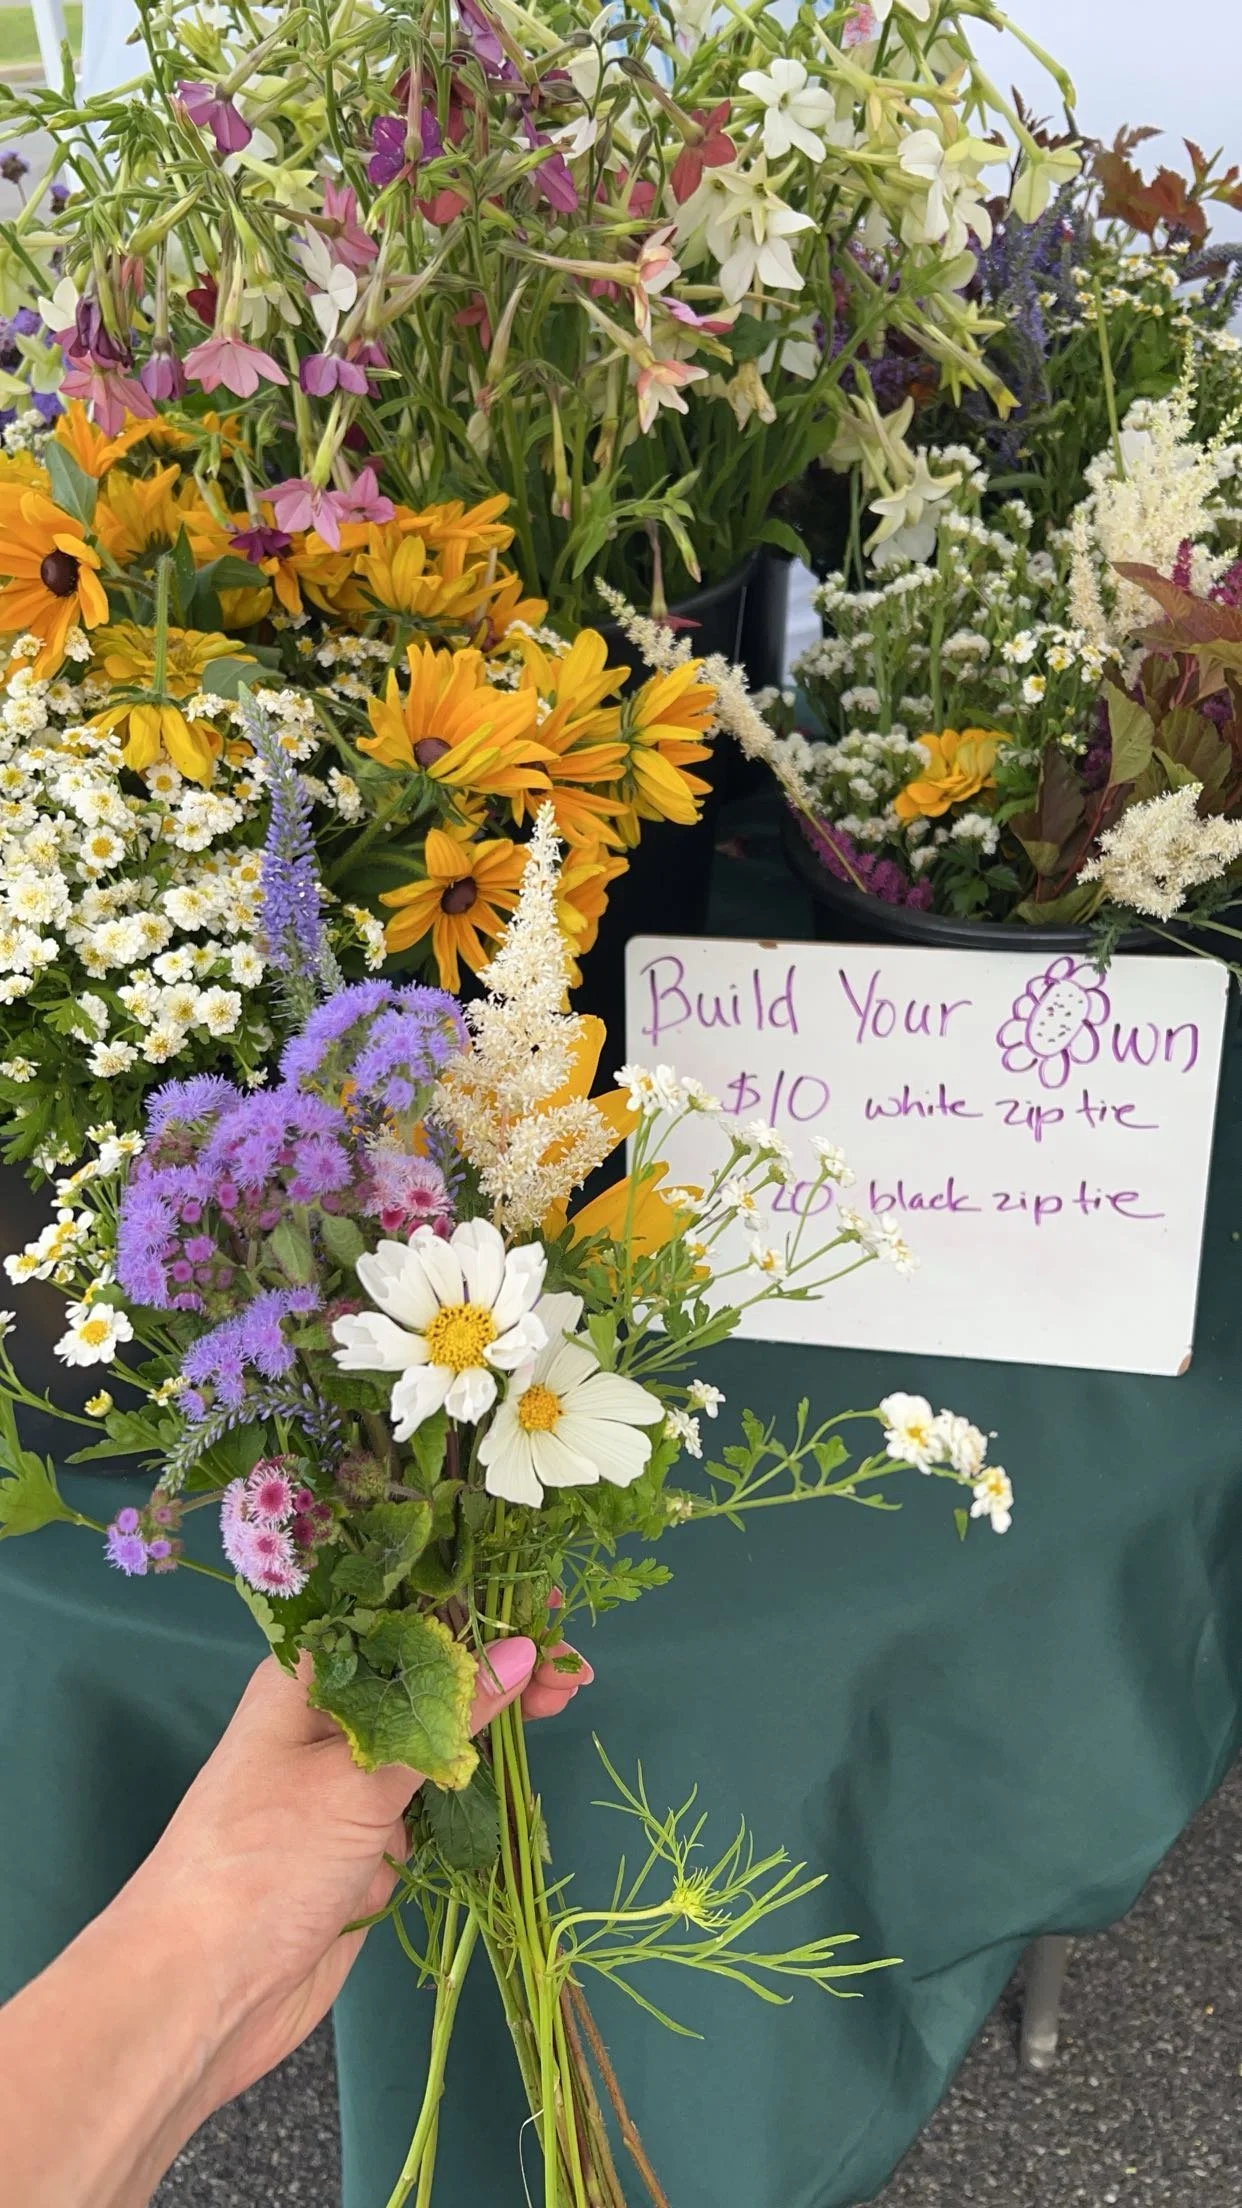 Build Your Own
$10 white zip tie
20 black zip tie